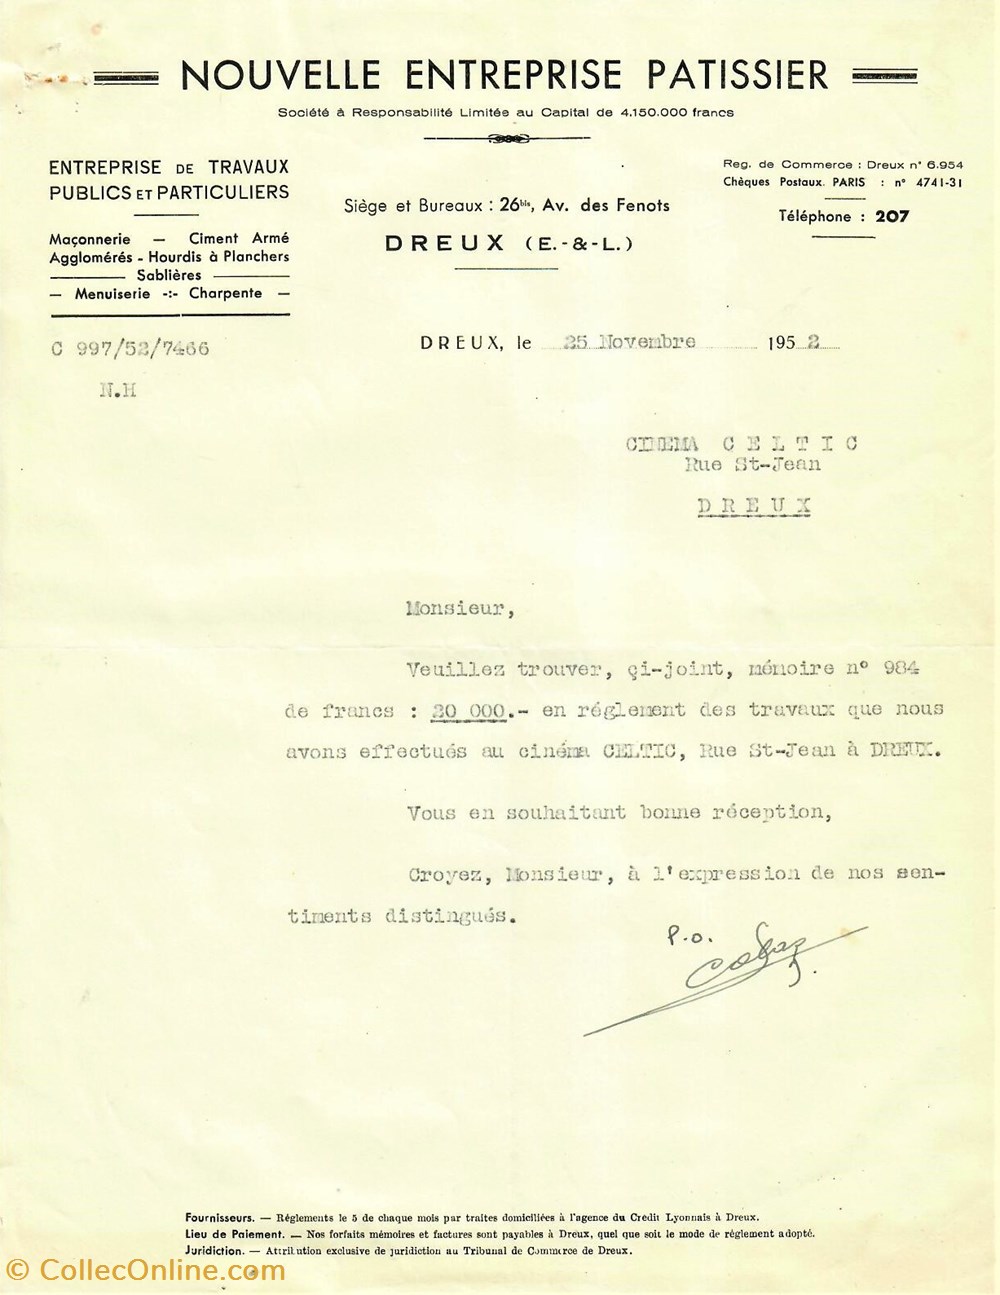 NOUVELLE ENTREPRISE PATISSIER
Société à Responsabilité Limitée au Capital de 4.150.000 francs
ENTREPRISE DE TRAVAUX
PUBLICS ET PARTICULIERS
Maçonnerie — Ciment Armé
Agglomérés - Hourdis à Planchers
Sablières
— Menuiserie -:- Charpente —
Siège et Bureaux : 26bis, Av. des Fenots
DREUX (E.-&-L.)
Reg. de Commerce : Dreux n° 6.954
Chèques Postaux. PARIS : n° 4741-31
Téléphone : 207
C 997/52/7466
N.H
DREUX, le 25 Novembre 1952
CINEMA C E L T I C
Rue St-Jean
D R E U X
Monsieur,
Veuillez trouver, çi-joint, mémoire n° 984
de francs : 20 000.- en réglement des travaux que nous
avons effectués au cinéma CELTIC, Rue St-Jean à DREUX.
Vous en souhaitant bonne réception,
Croyez, Monsieur, à l'expression de nos sen-
timents distingués.
P.O.
Fournisseurs. — Réglements le 5 de chaque mois par traites domiciliées à l'agence du Crédit Lyonnais à Dreux.
Lieu de Paiement. — Nos forfaits mémoires et factures sont payables à Dreux, quel que soit le mode de réglement adopté.
Juridiction. — Attribution exclusive de juridiction au Tribunal de Commerce de Dreux.
© CollecOnline.com